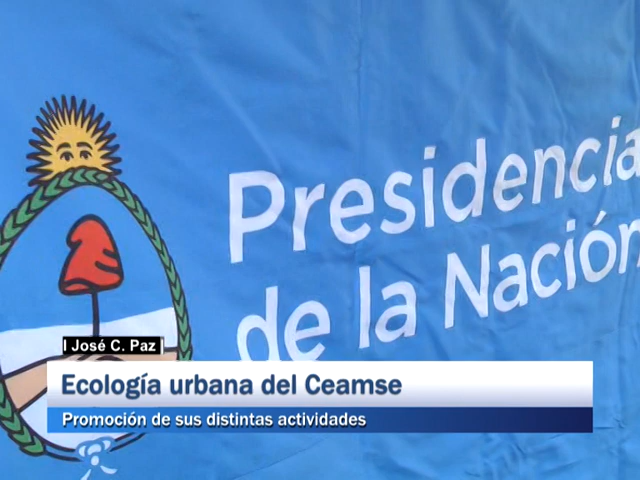 Presidencia
de la Nación
I José C. Paz I
Ecología urbana del Ceamse
Promoción de sus distintas actividades